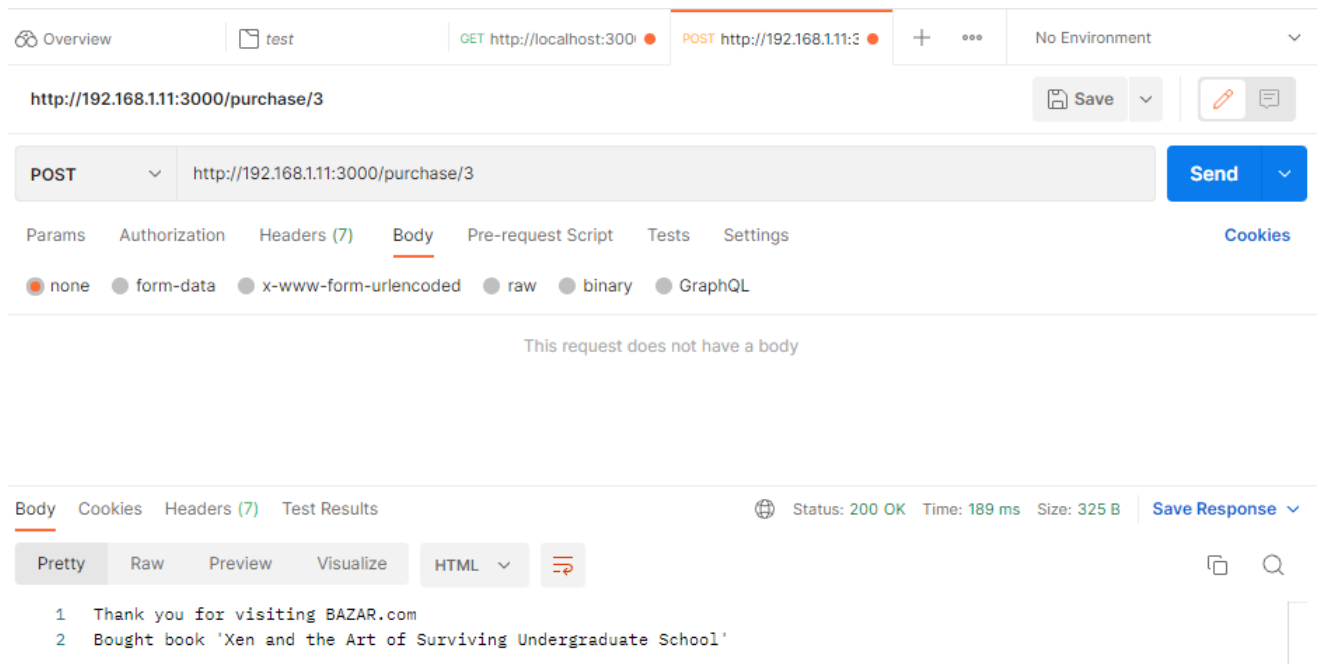 Overview
test
GET http://localhost:300
POST http://192.168.1.11:3
No Environment
http://192.168.1.11:3000/purchase/3
Save
POST
http://192.168.1.11:3000/purchase/3
Send
Params Authorization Headers (7) Body Pre-request Script Tests Settings Cookies
none form-data x-www-form-urlencoded raw binary GraphQL
This request does not have a body
Body Cookies Headers (7) Test Results Status: 200 OK Time: 189 ms Size: 325 B Save Response
Pretty Raw Preview Visualize HTML
1 Thank you for visiting BAZAR.com
2 Bought book 'Xen and the Art of Surviving Undergraduate School'